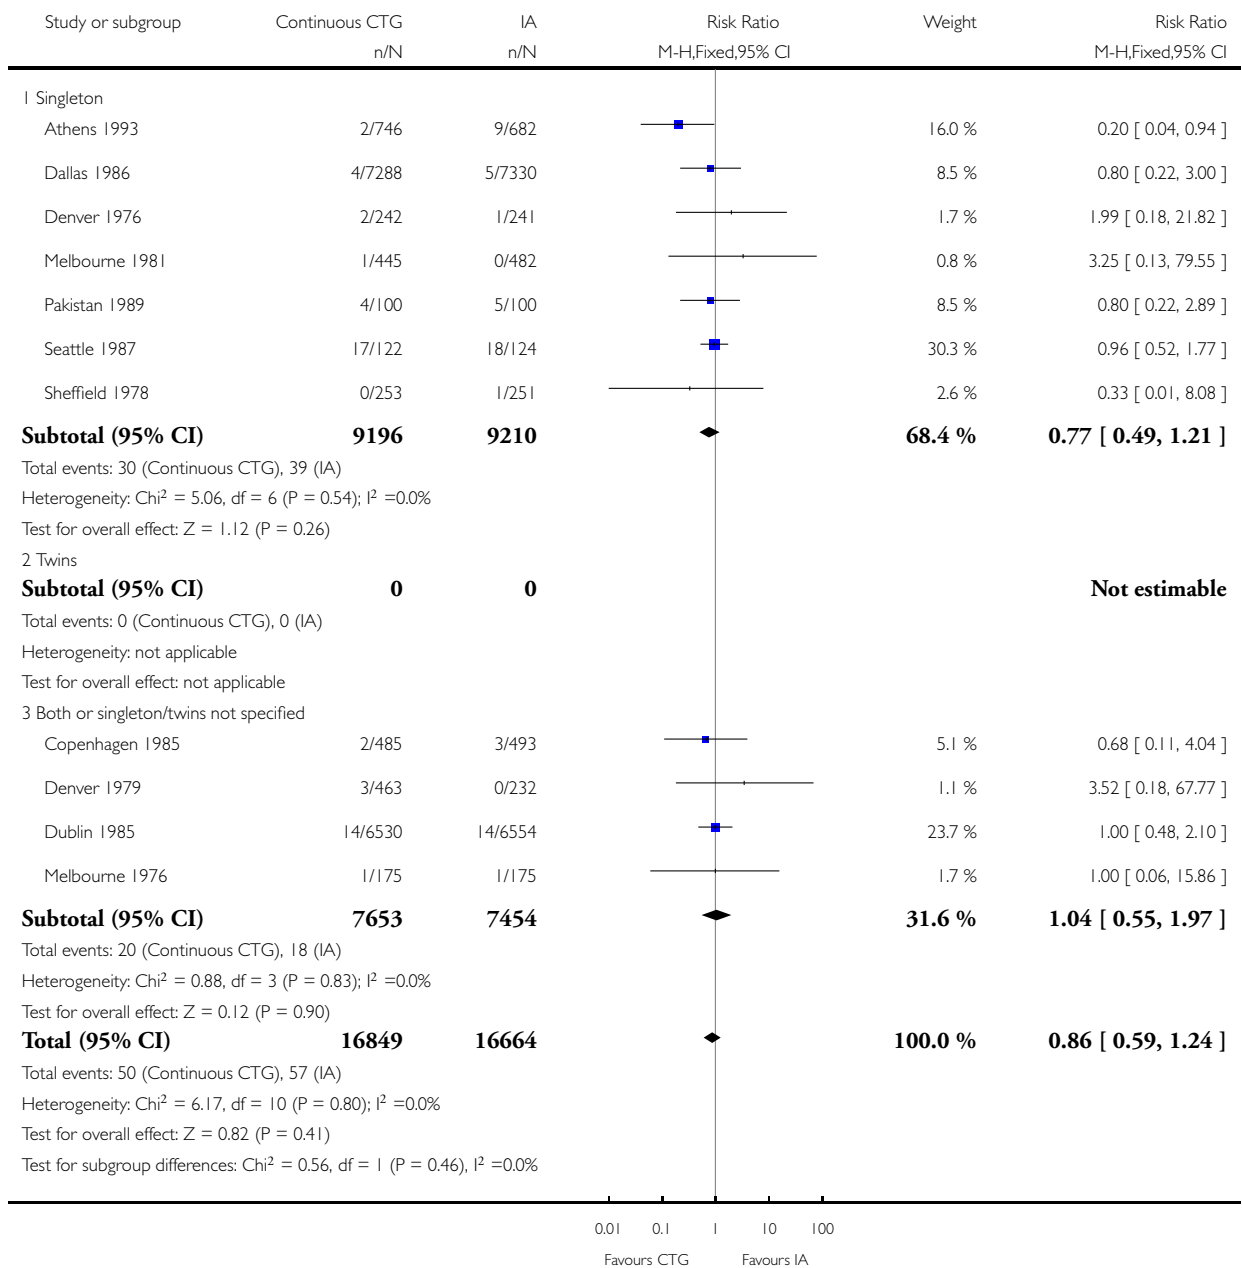 Study or subgroup Continuous CTG IA Risk Ratio Weight Risk Ratio
n/N n/N M-H,Fixed,95% CI M-H,Fixed,95% CI
1 Singleton
Athens 1993 2/746 9/682 16.0 % 0.20 [ 0.04, 0.94 ]
Dallas 1986 4/7288 5/7330 8.5 % 0.80 [ 0.22, 3.00 ]
Denver 1976 2/242 1/241 1.7 % 1.99 [ 0.18, 21.82 ]
Melbourne 1981 1/445 0/482 0.8 % 3.25 [ 0.13, 79.55 ]
Pakistan 1989 4/100 5/100 8.5 % 0.80 [ 0.22, 2.89 ]
Seattle 1987 17/122 18/124 30.3 % 0.96 [ 0.52, 1.77 ]
Sheffield 1978 0/253 1/251 2.6 % 0.33 [ 0.01, 8.08 ]
Subtotal (95% CI) 9196 9210 68.4 % 0.77 [ 0.49, 1.21 ]
Total events: 30 (Continuous CTG), 39 (IA)
Heterogeneity: Chi² = 5.06, df = 6 (P = 0.54); I² =0.0%
Test for overall effect: Z = 1.12 (P = 0.26)
2 Twins
Subtotal (95% CI) 0 0 Not estimable
Total events: 0 (Continuous CTG), 0 (IA)
Heterogeneity: not applicable
Test for overall effect: not applicable
3 Both or singleton/twins not specified
Copenhagen 1985 2/485 3/493 5.1 % 0.68 [ 0.11, 4.04 ]
Denver 1979 3/463 0/232 1.1 % 3.52 [ 0.18, 67.77 ]
Dublin 1985 14/6530 14/6554 23.7 % 1.00 [ 0.48, 2.10 ]
Melbourne 1976 1/175 1/175 1.7 % 1.00 [ 0.06, 15.86 ]
Subtotal (95% CI) 7653 7454 31.6 % 1.04 [ 0.55, 1.97 ]
Total events: 20 (Continuous CTG), 18 (IA)
Heterogeneity: Chi² = 0.88, df = 3 (P = 0.83); I² =0.0%
Test for overall effect: Z = 0.12 (P = 0.90)
Total (95% CI) 16849 16664 100.0 % 0.86 [ 0.59, 1.24 ]
Total events: 50 (Continuous CTG), 57 (IA)
Heterogeneity: Chi² = 6.17, df = 10 (P = 0.80); I² =0.0%
Test for overall effect: Z = 0.82 (P = 0.41)
Test for subgroup differences: Chi² = 0.56, df = 1 (P = 0.46), I² =0.0%
0.01 0.1 1 10 100
Favours CTG Favours IA